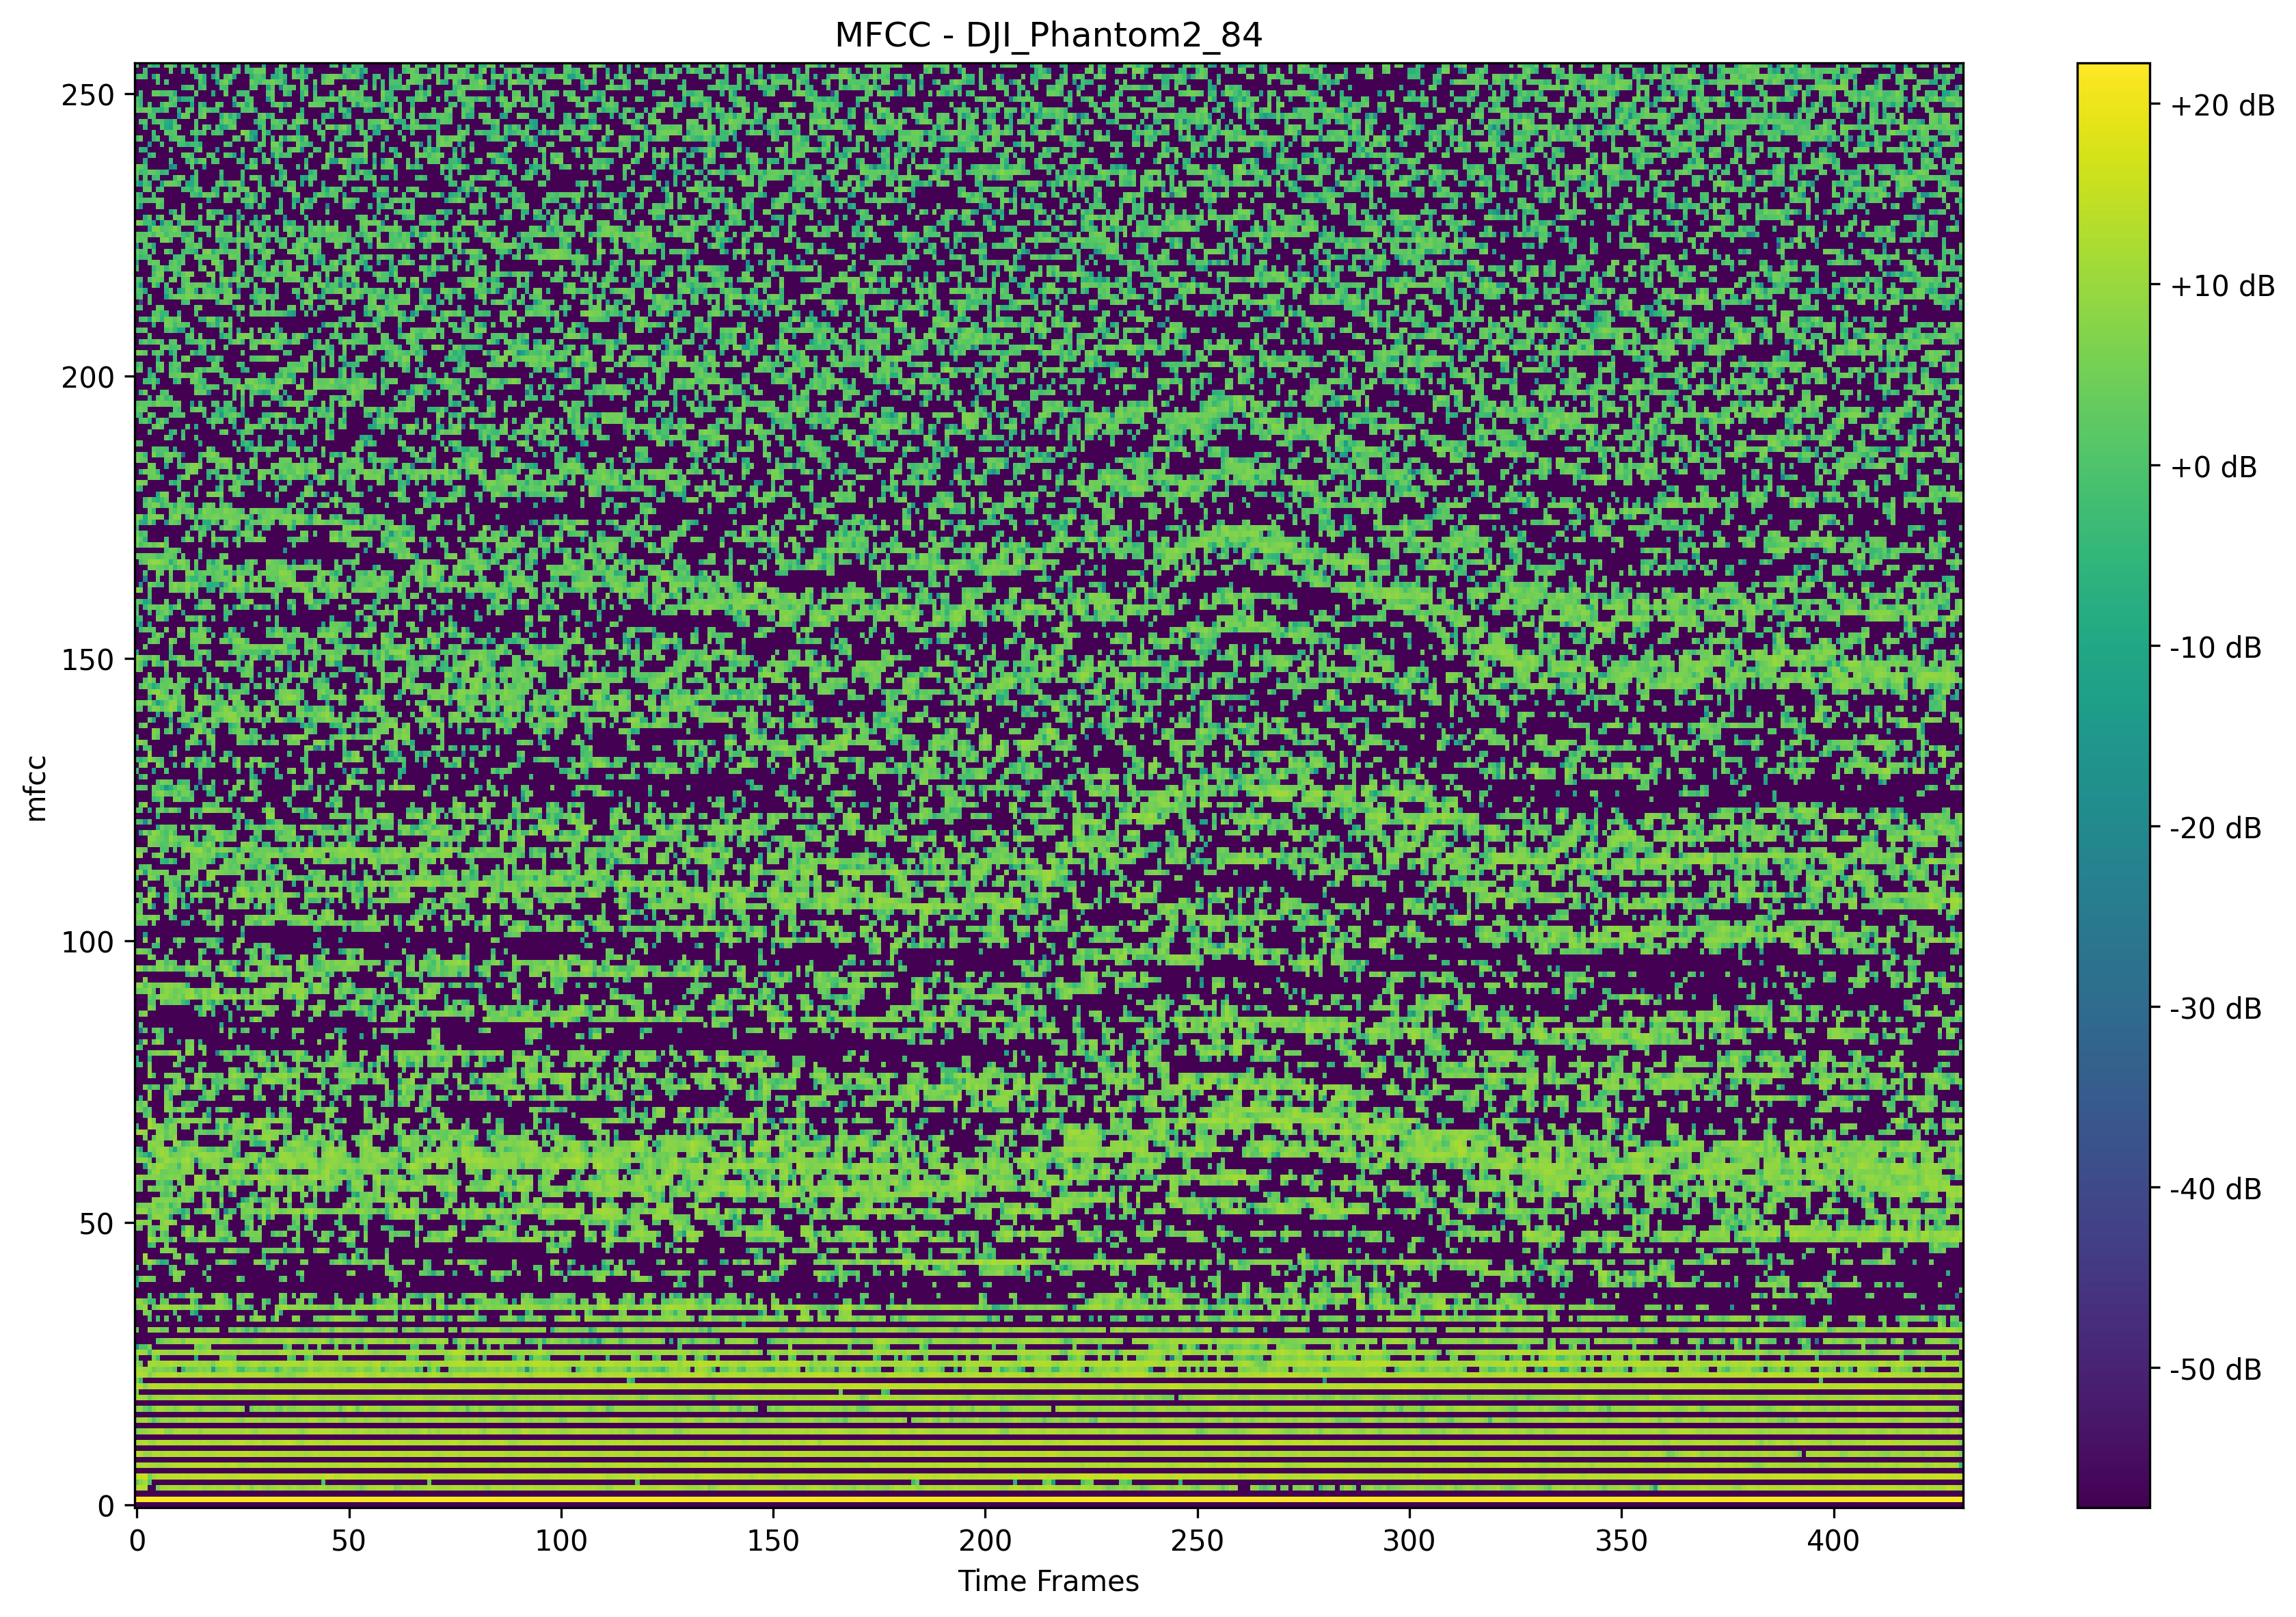 MFCC - DJI_Phantom2_84
250
200
150
100
50
0
mfcc
0 50 100 150 200 250 300 350 400
Time Frames
+20 dB
+10 dB
+0 dB
-10 dB
-20 dB
-30 dB
-40 dB
-50 dB